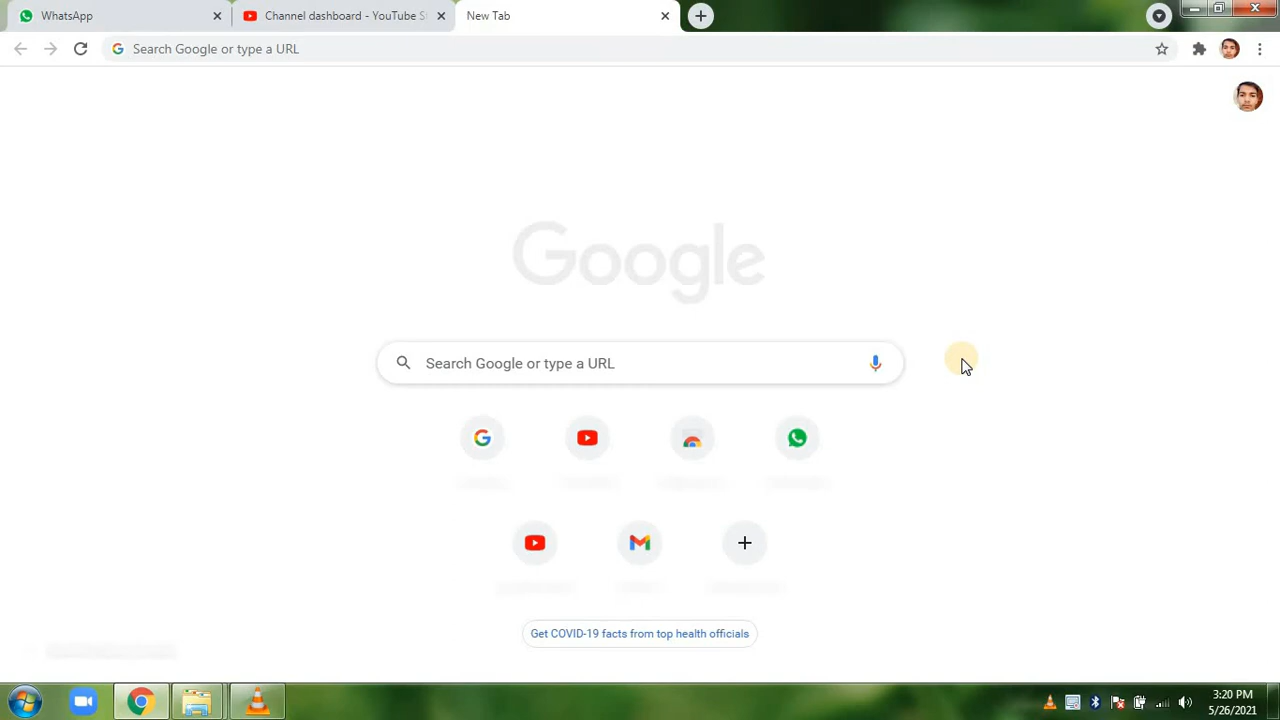 WhatsApp
Channel dashboard - YouTube S
New Tab
Search Google or type a URL
Google
Search Google or type a URL
Get COVID-19 facts from top health officials
3:20 PM
5/26/2021